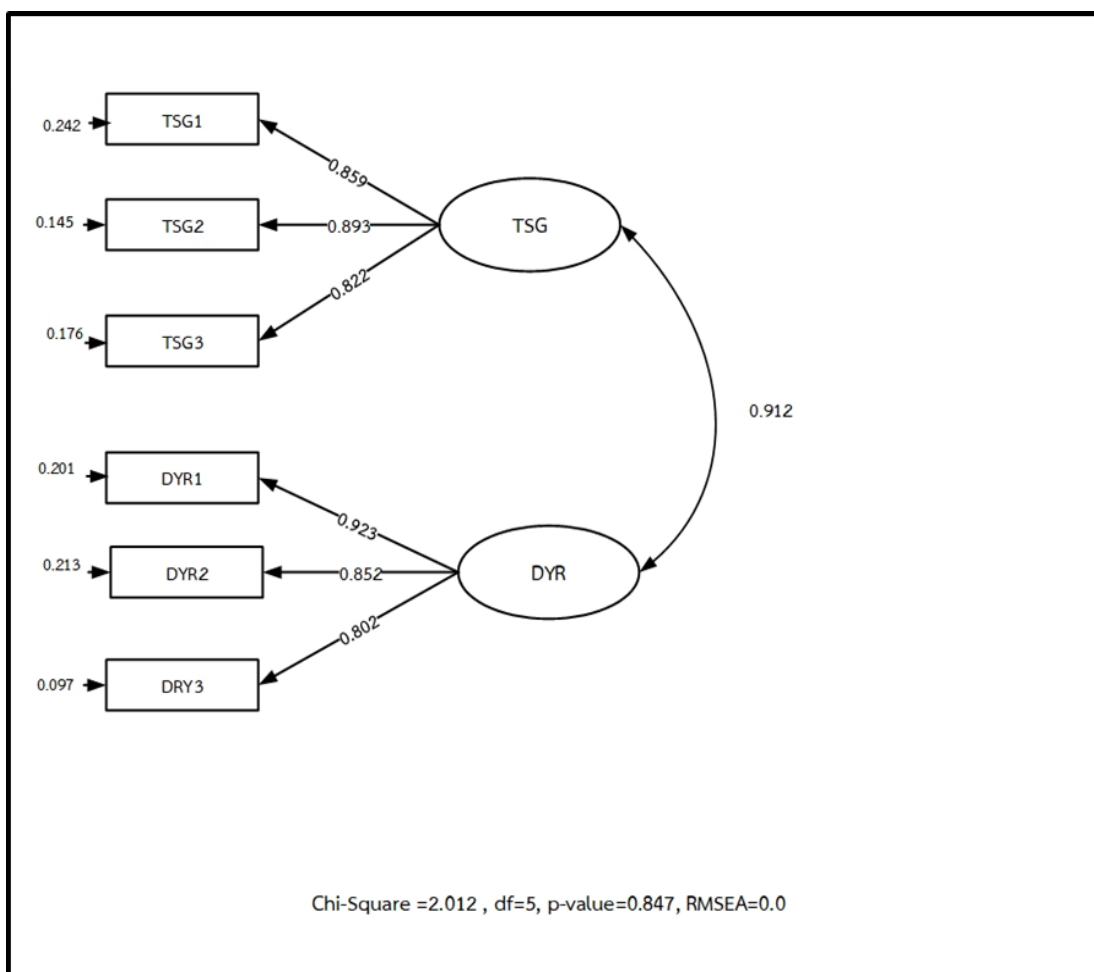 TSG1
0.242
0.859
TSG2
0.145
0.893
TSG
TSG3
0.176
0.822
0.912
DYR1
0.201
0.923
DYR2
0.213
0.852
DYR
0.802
DRY3
0.097
Chi-Square =2.012 , df=5, p-value=0.847, RMSEA=0.0